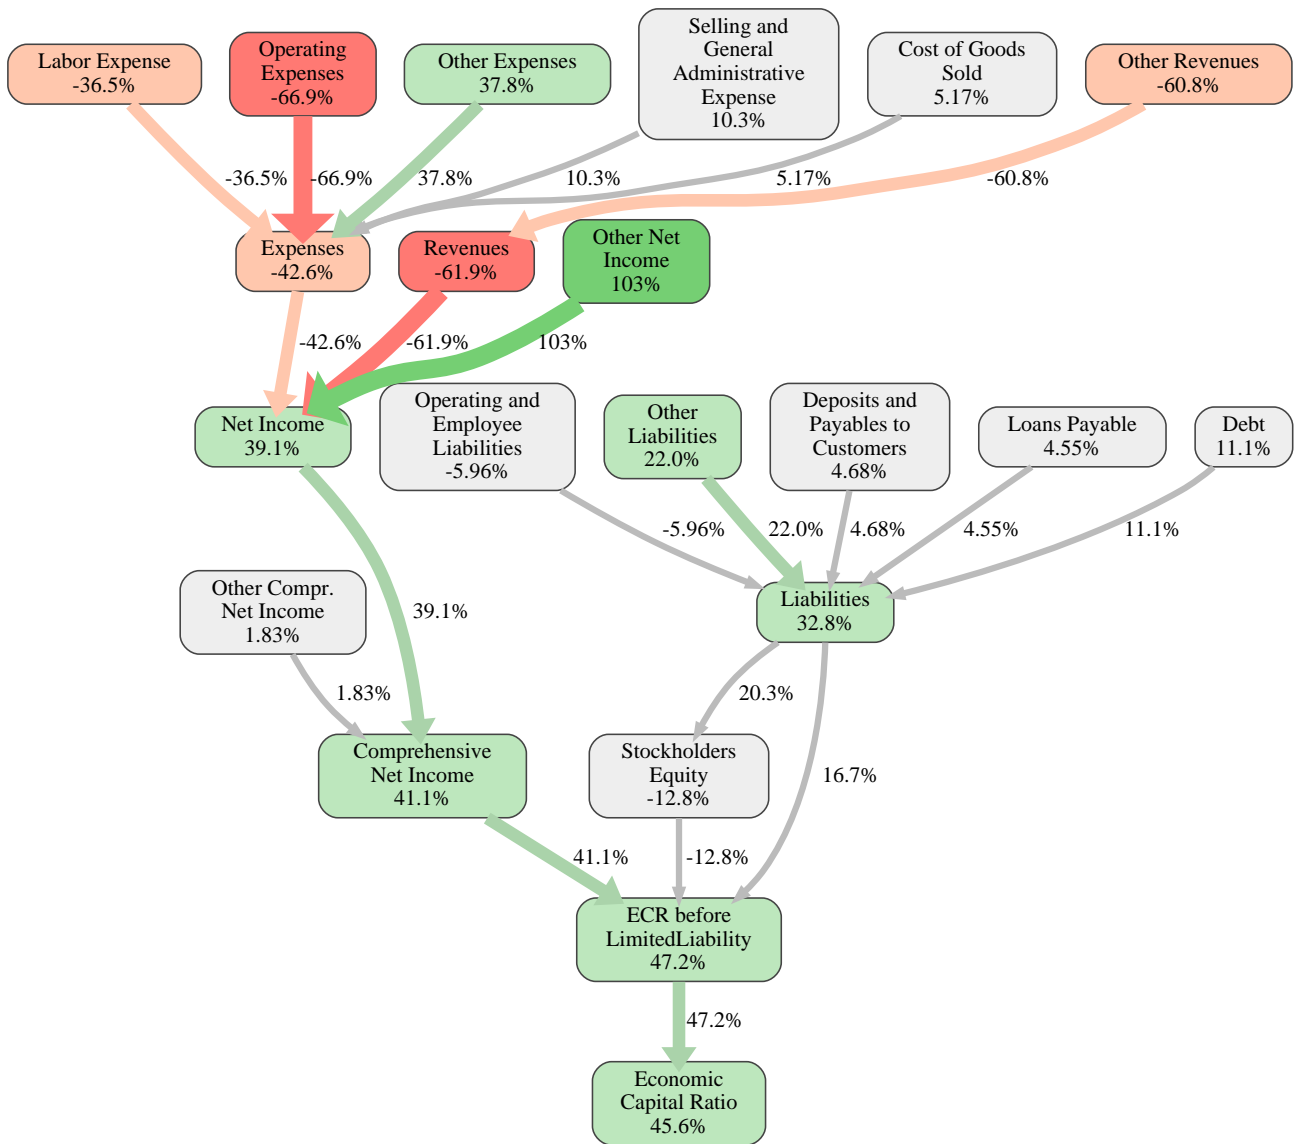 Labor Expense
-36.5%
Operating
Expenses
-66.9%
Other Expenses
37.8%
Selling and
General
Administrative
Expense
10.3%
Cost of Goods
Sold
5.17%
Other Revenues
-60.8%
-36.5%
-66.9%
37.8%
10.3%
5.17%
-60.8%
Expenses
-42.6%
Revenues
-61.9%
Other Net
Income
103%
-42.6%
-61.9%
103%
Net Income
39.1%
Operating and
Employee
Liabilities
-5.96%
Other
Liabilities
22.0%
Deposits and
Payables to
Customers
4.68%
Loans Payable
4.55%
Debt
11.1%
-5.96%
22.0%
4.68%
4.55%
11.1%
Other Compr.
Net Income
1.83%
39.1%
Liabilities
32.8%
1.83%
20.3%
16.7%
Comprehensive
Net Income
41.1%
Stockholders
Equity
-12.8%
41.1%
-12.8%
ECR before
LimitedLiability
47.2%
47.2%
Economic
Capital Ratio
45.6%